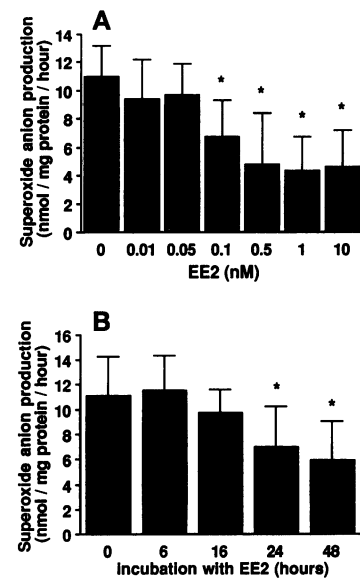 A
Superoxide anion production
(nmol / mg protein / hour)
14
12
10
8
6
4
2
0
* * * *
0 0.01 0.05 0.1 0.5 1 10
EE2 (nM)
B
Superoxide anion production
(nmol / mg protein / hour)
16
14
12
10
8
6
4
2
0
* *
0 6 16 24 48
incubation with EE2 (hours)